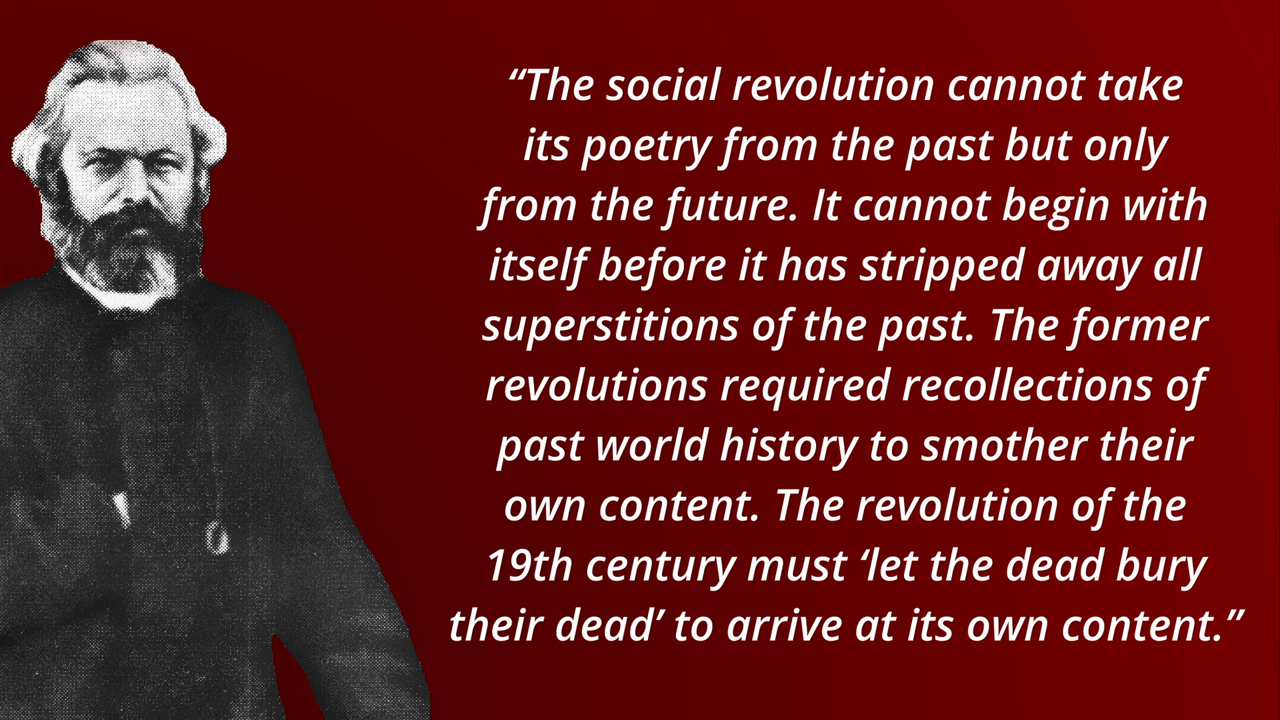 “The social revolution cannot take
its poetry from the past but only
from the future. It cannot begin with
itself before it has stripped away all
superstitions of the past. The former
revolutions required recollections of
past world history to smother their
own content. The revolution of the
19th century must ‘let the dead bury
their dead’ to arrive at its own content.”